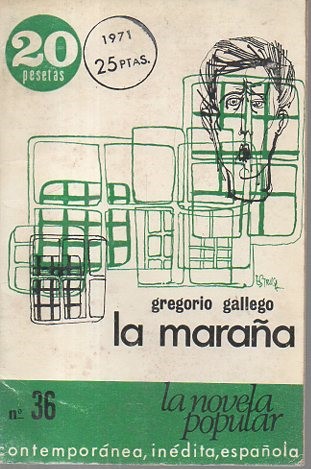 20
pesetas
1971
25 PTAS.
gregorio gallego
la maraña
nº 36
la novela
popular
contemporánea, inédita, española